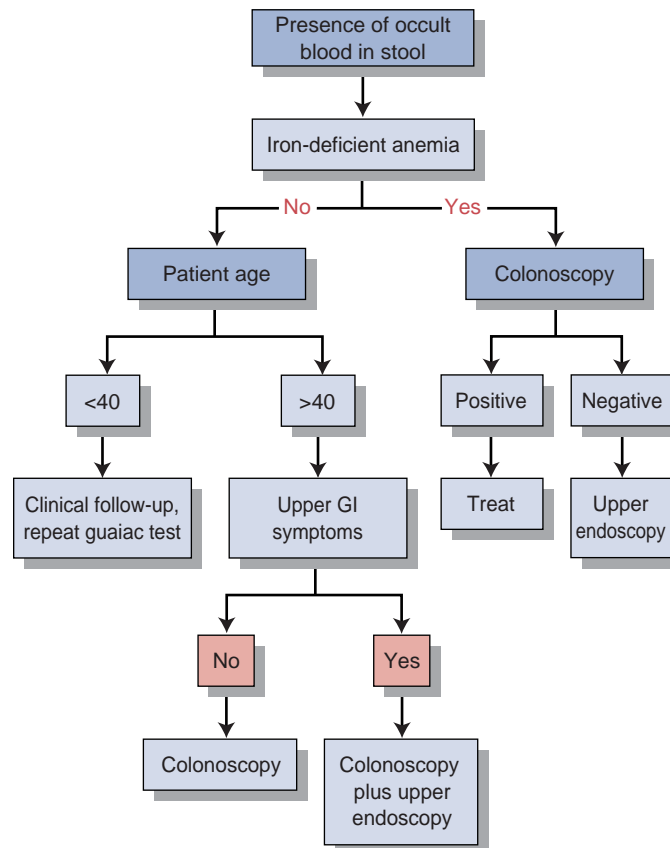 Presence of occult
blood in stool
Iron-deficient anemia
No
Yes
Patient age
Colonoscopy
<40
>40
Positive
Negative
Clinical follow-up,
repeat guaiac test
Upper GI
symptoms
Treat
Upper
endoscopy
No
Yes
Colonoscopy
Colonoscopy
plus upper
endoscopy